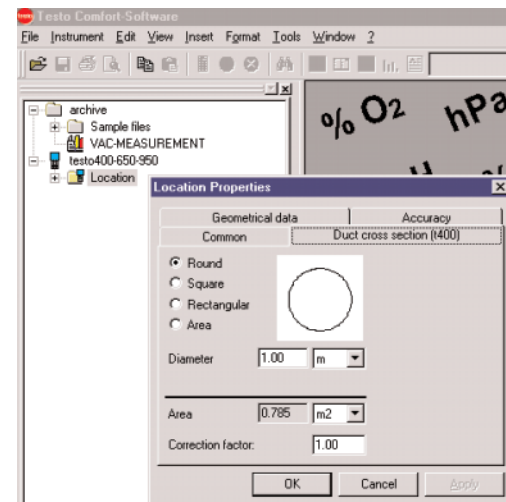 Testo Comfort-Software
File Instrument Edit View Insert Format Tools Window ?
archive
Sample files
VAC-MEASUREMENT
testo400-650-950
Location
% O2 hPa
Location Properties
Geometrical data Accuracy
Common Duct cross section (t400)
Round
Square
Rectangular
Area
Diameter 1.00 m
Area 0.785 m2
Correction factor: 1.00
OK Cancel Apply